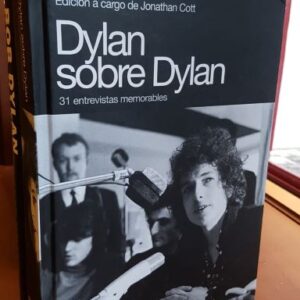 Edición a cargo de Jonathan Cott
Dylan
sobre Dylan
31 entrevistas memorables